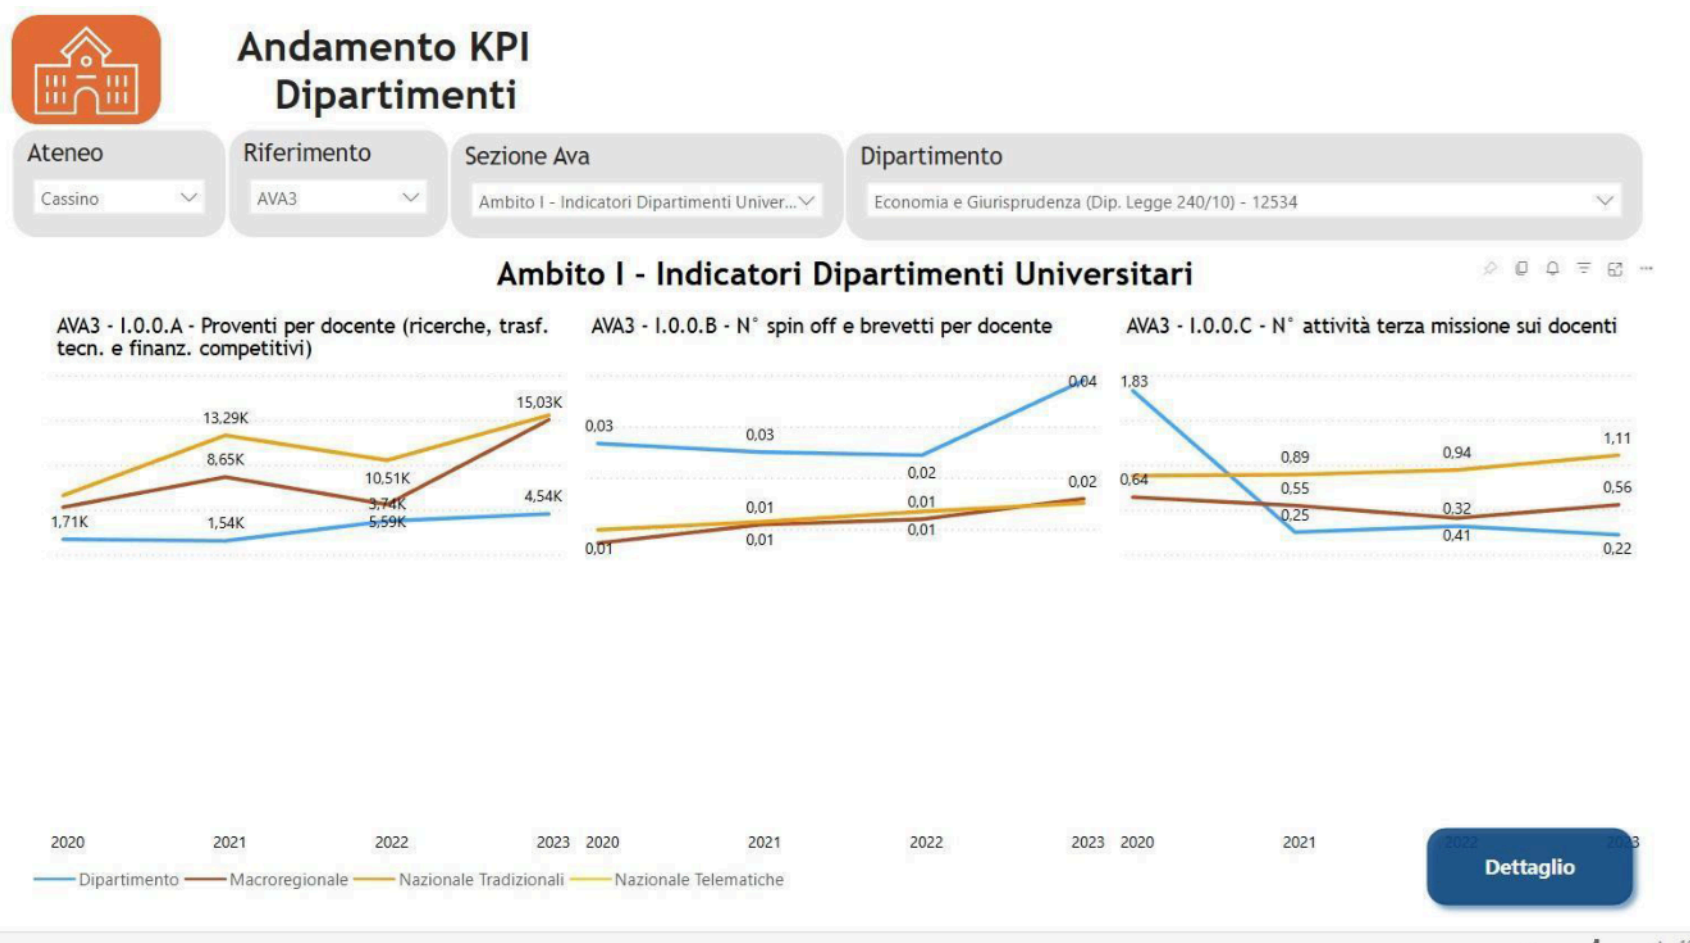 Andamento KPI
Dipartimenti
Ateneo
Cassino
Riferimento
AVA3
Sezione Ava
Ambito I - Indicatori Dipartimenti Univer...
Dipartimento
Economia e Giurisprudenza (Dip. Legge 240/10) - 12534
Ambito I - Indicatori Dipartimenti Universitari
AVA3 - I.0.0.A - Proventi per docente (ricerche, trasf.
tecn. e finanz. competitivi)
15,03K
13,29K
8,65K
10,51K
3,74K
4,54K
1,71K
1,54K
5,59K
AVA3 - I.0.0.B - N° spin off e brevetti per docente
0,04
0,03
0,03
0,02
0,02
0,01
0,01
0,01
0,01
0,01
AVA3 - I.0.0.C - N° attività terza missione sui docenti
1,83
1,11
0,89
0,94
0,64
0,55
0,56
0,25
0,32
0,41
0,22
2020 2021 2022 2023 2020 2021 2022 2023 2020 2021 2022 2023
Dipartimento Macroregionale Nazionale Tradizionali Nazionale Telematiche
Dettaglio